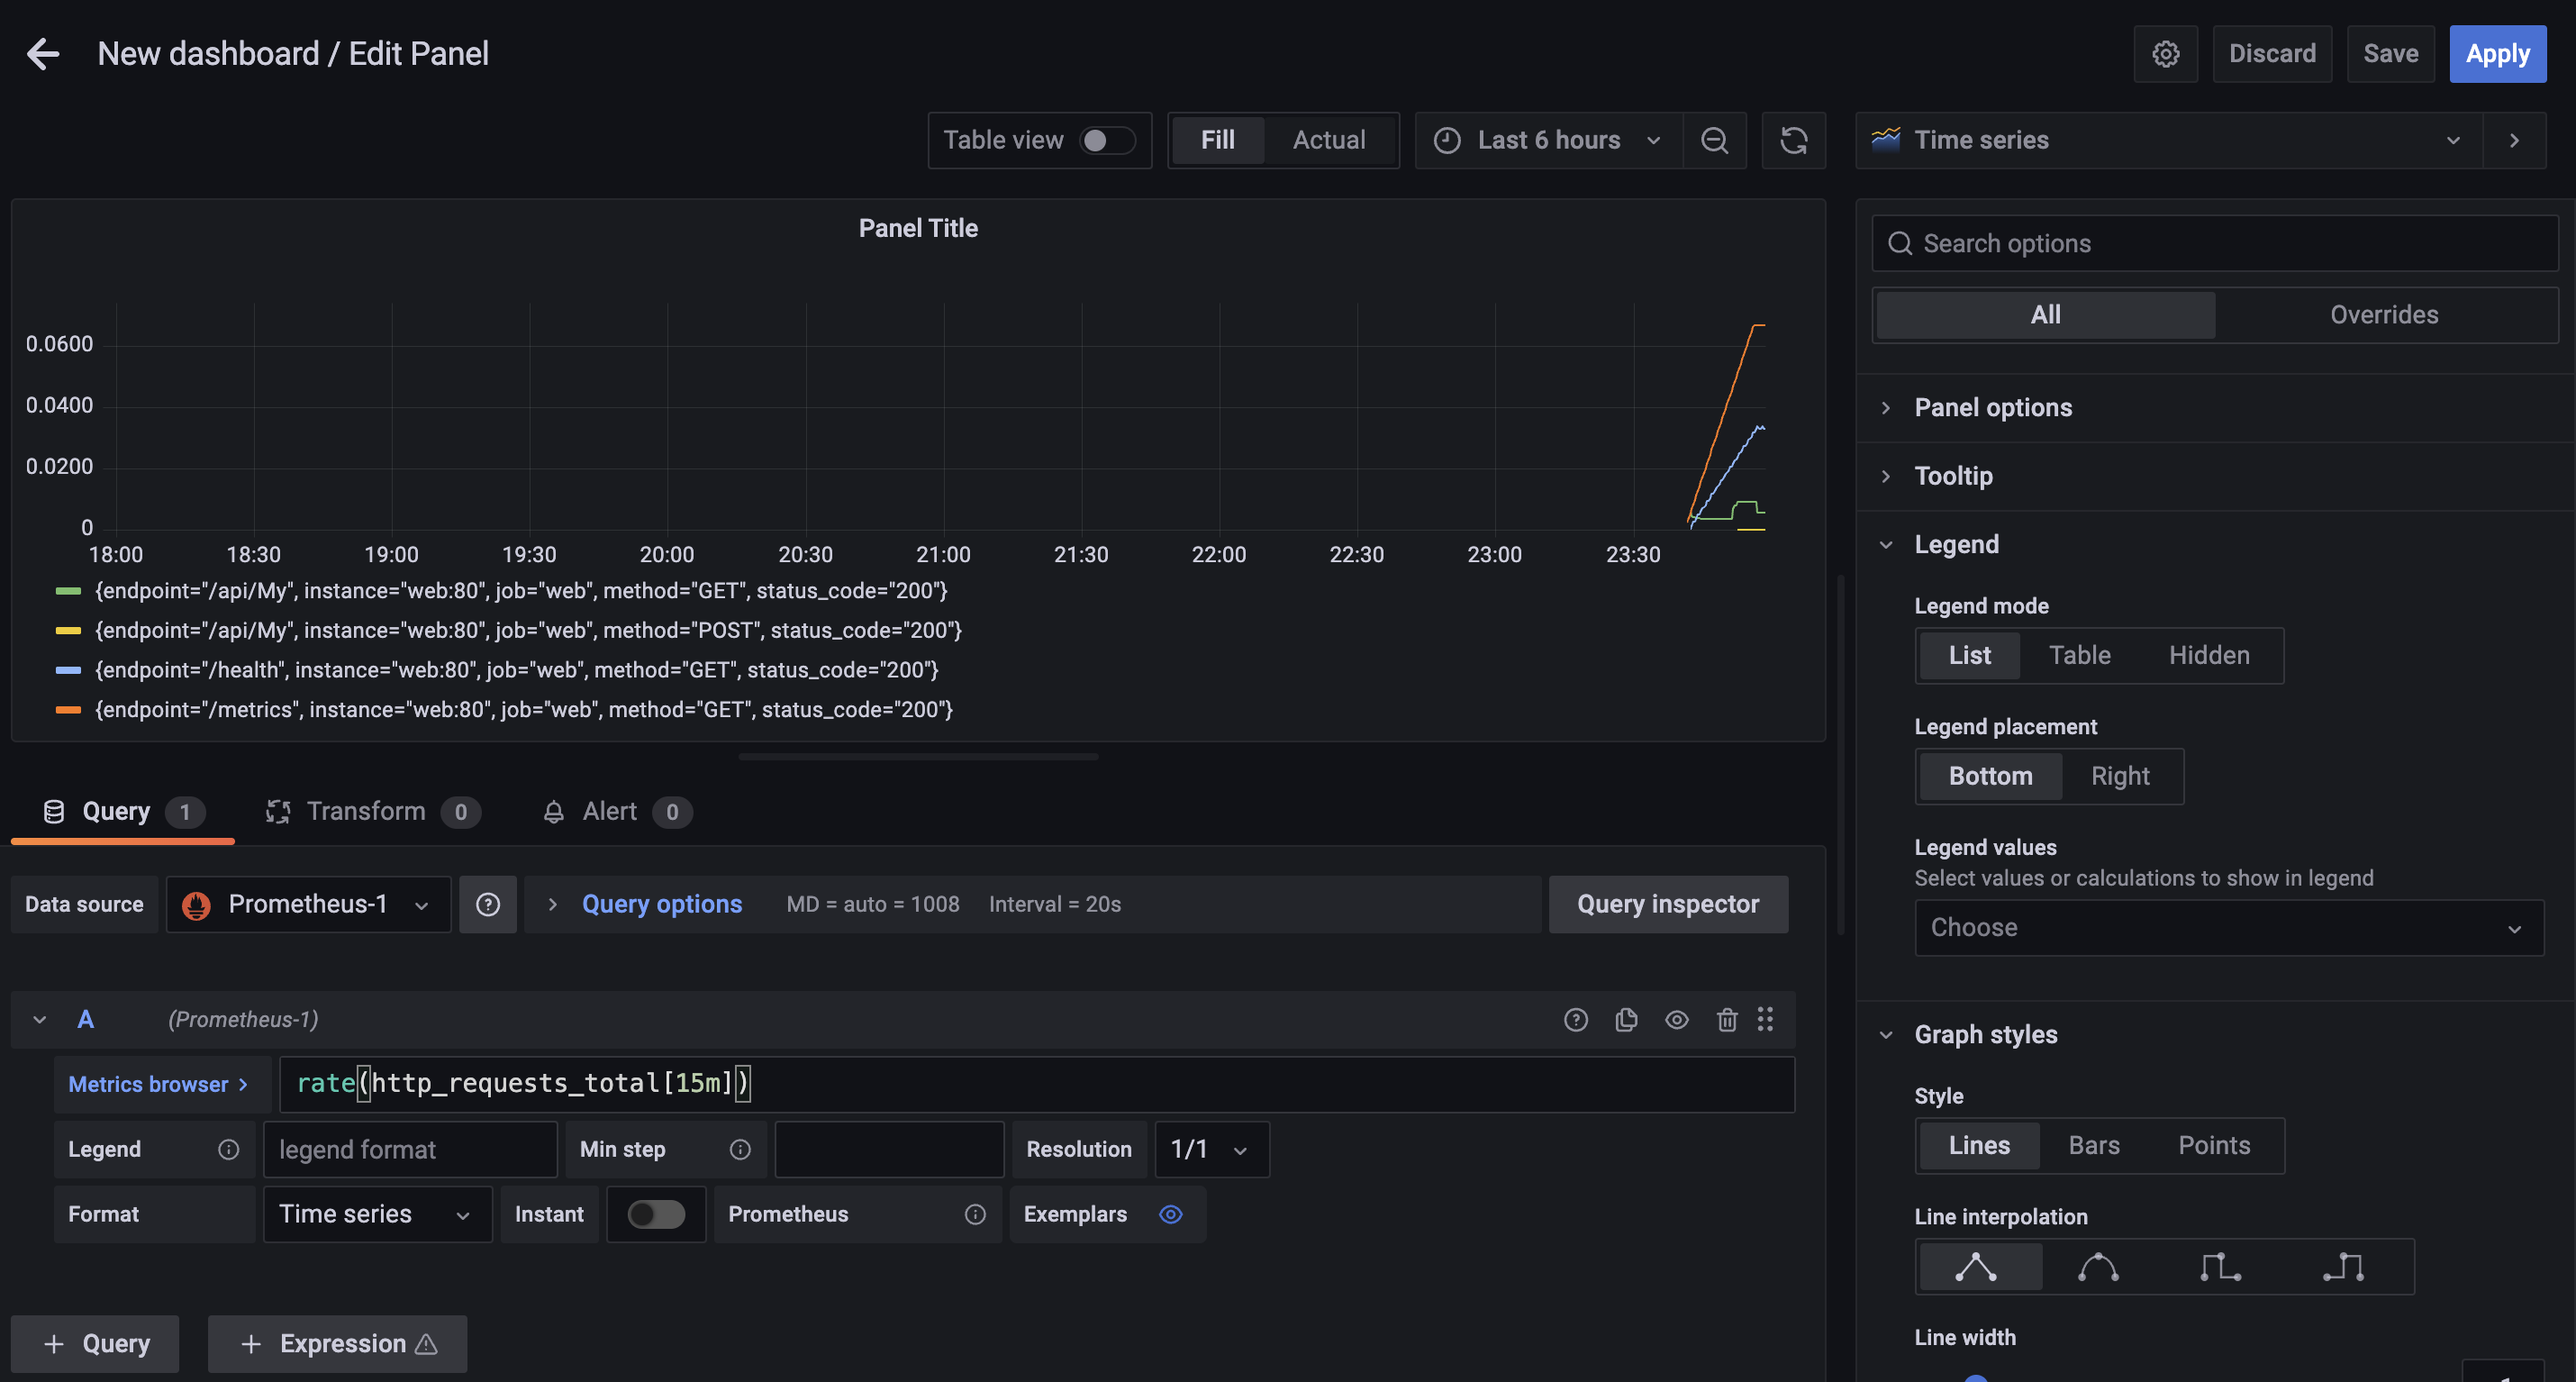 New dashboard / Edit Panel
Discard
Save
Apply
Table view
Fill
Actual
Last 6 hours
Time series
Panel Title
0.0600
0.0400
0.0200
0
18:00 18:30 19:00 19:30 20:00 20:30 21:00 21:30 22:00 22:30 23:00 23:30
{endpoint="/api/My", instance="web:80", job="web", method="GET", status_code="200"}
{endpoint="/api/My", instance="web:80", job="web", method="POST", status_code="200"}
{endpoint="/health", instance="web:80", job="web", method="GET", status_code="200"}
{endpoint="/metrics", instance="web:80", job="web", method="GET", status_code="200"}
Query 1
Transform 0
Alert 0
Data source
Prometheus-1
Query options
MD = auto = 1008
Interval = 20s
Query inspector
A
(Prometheus-1)
Metrics browser >
rate(http_requests_total[15m])
Legend
legend format
Min step
Resolution
1/1
Format
Time series
Instant
Prometheus
Exemplars
+ Query
+ Expression
Search options
All
Overrides
Panel options
Tooltip
Legend
Legend mode
List
Table
Hidden
Legend placement
Bottom
Right
Legend values
Select values or calculations to show in legend
Choose
Graph styles
Style
Lines
Bars
Points
Line interpolation
Line width